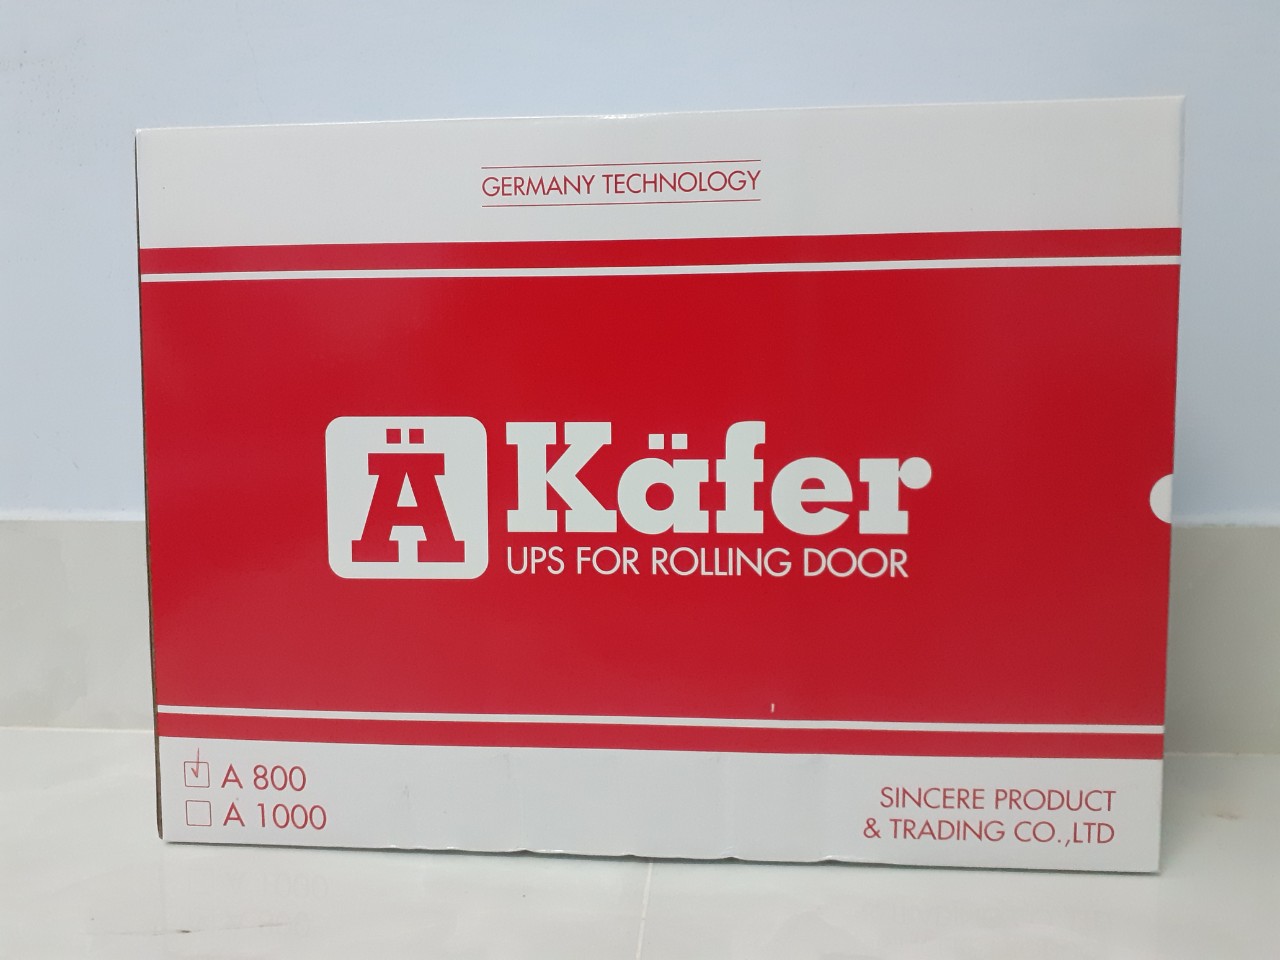 GERMANY TECHNOLOGY
Ä
Käfer
UPS FOR ROLLING DOOR
A 800
A 1000
SINCERE PRODUCT
& TRADING CO.,LTD